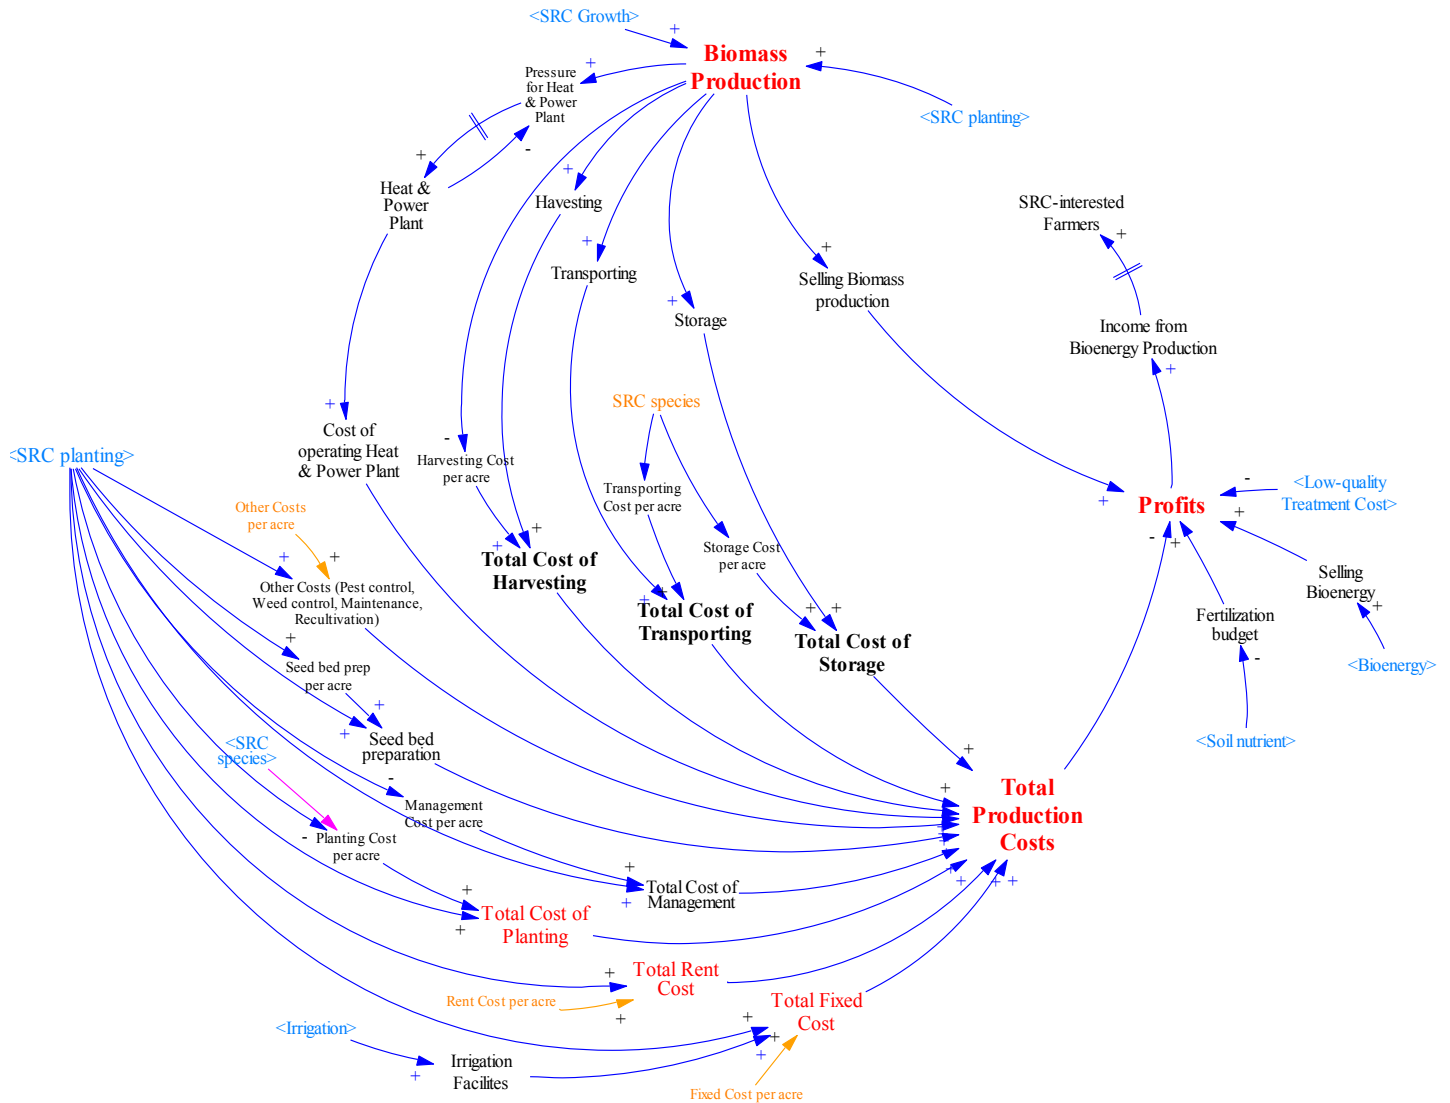 <SRC Growth>
Biomass
Production
<SRC planting>
Pressure
for Heat
& Power
Plant
Heat &
Power
Plant
Havesting
Transporting
Storage
Selling Biomass
production
SRC-interested
Farmers
Income from
Bioenergy Production
SRC species
Cost of
operating Heat
& Power Plant
Harvesting Cost
per acre
Transporting
Cost per acre
Storage Cost
per acre
<SRC planting>
Other Costs
per acre
Profits
<Low-quality
Treatment Cost>
Total Cost of
Harvesting
Other Costs (Pest control,
Weed control, Maintenance,
Recultivation)
Total Cost of
Transporting
Total Cost of
Storage
Selling
Bioenergy
Fertilization
budget
<Bioenergy>
<Soil nutrient>
Seed bed prep
per acre
Seed bed
preparation
<SRC
species>
Management
Cost per acre
Planting Cost
per acre
Total
Production
Costs
Total Cost of
Management
Total Cost of
Planting
Total Rent
Cost
Rent Cost per acre
Total Fixed
Cost
<Irrigation>
Irrigation
Facilites
Fixed Cost per acre